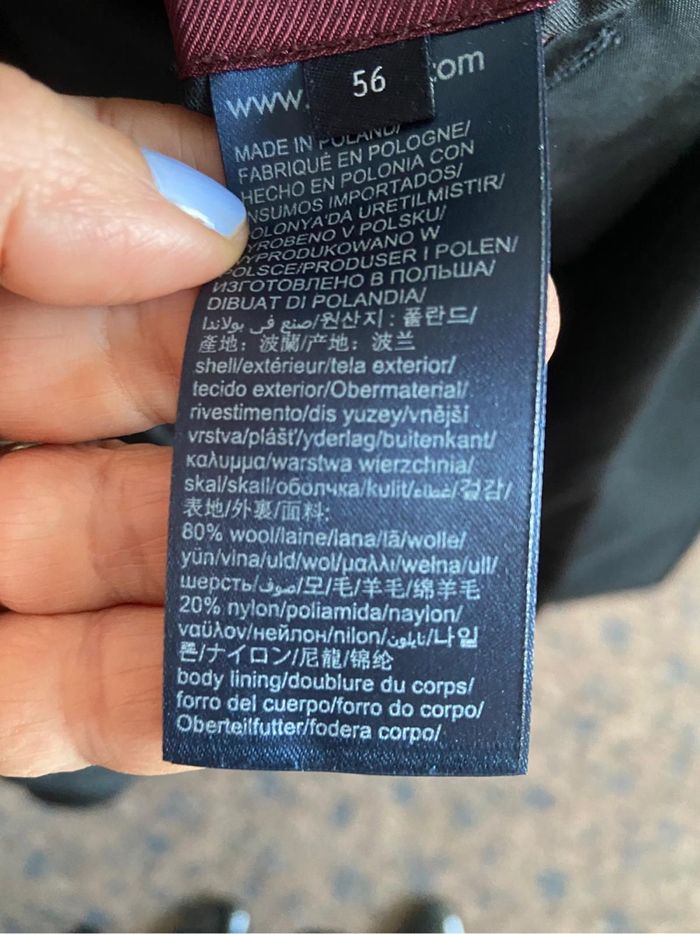 56
www. .com
MADE IN POLAND/
FABRIQUÉ EN POLOGNE/
HECHO EN POLONIA CON
NSUMOS IMPORTADOS/
OLONYA'DA URETILMISTIR/
YROBENO V POLSKU/
YPRODUKOWANO W
POLSCE/PRODUSER I POLEN/
ИЗГОТОВЛЕНО В ПОЛЬША/
DIBUAT DI POLANDIA/
صنع في بولاندا/원산지 : 폴란드/
產地: 波蘭/产地: 波兰
shell/extérieur/tela exterior/
tecido exterior/Obermaterial/
rivestimento/dis yuzey/vnější
vrstva/plášť/yderlag/buitenkant/
καλυμμα/warstwa wierzchnia/
skal/skall/оболчка/kulit/غطاء/겉감/
表地/外裏/面料:
80% wool/laine/lana/lã/wolle/
yün/vlna/uld/wol/μαλλι/wełna/ull/
шерсть/صوف/모/毛/羊毛/绵羊毛
20% nylon/poliamida/naylon/
ναϋλον/нейлон/nilon/نايلون/나일
론/ナイロン/尼龍/锦纶
body lining/doublure du corps/
forro del cuerpo/forro do corpo/
Oberteilfutter/fodera corpo/